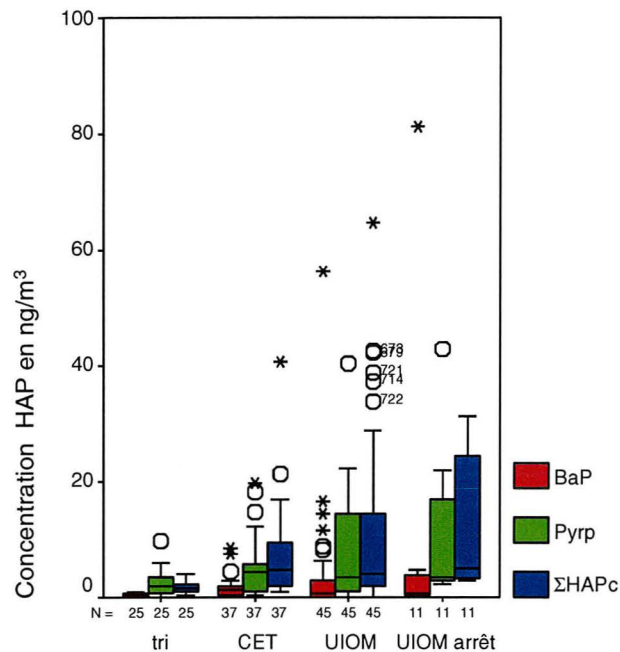 Concentration HAP en ng/m³
100
80
60
40
20
0
721
714
722
N = 25 25 25 37 37 37 45 45 45 11 11 11
tri CET UIOM UIOM arrêt
BaP
Pyrp
ΣHAPc